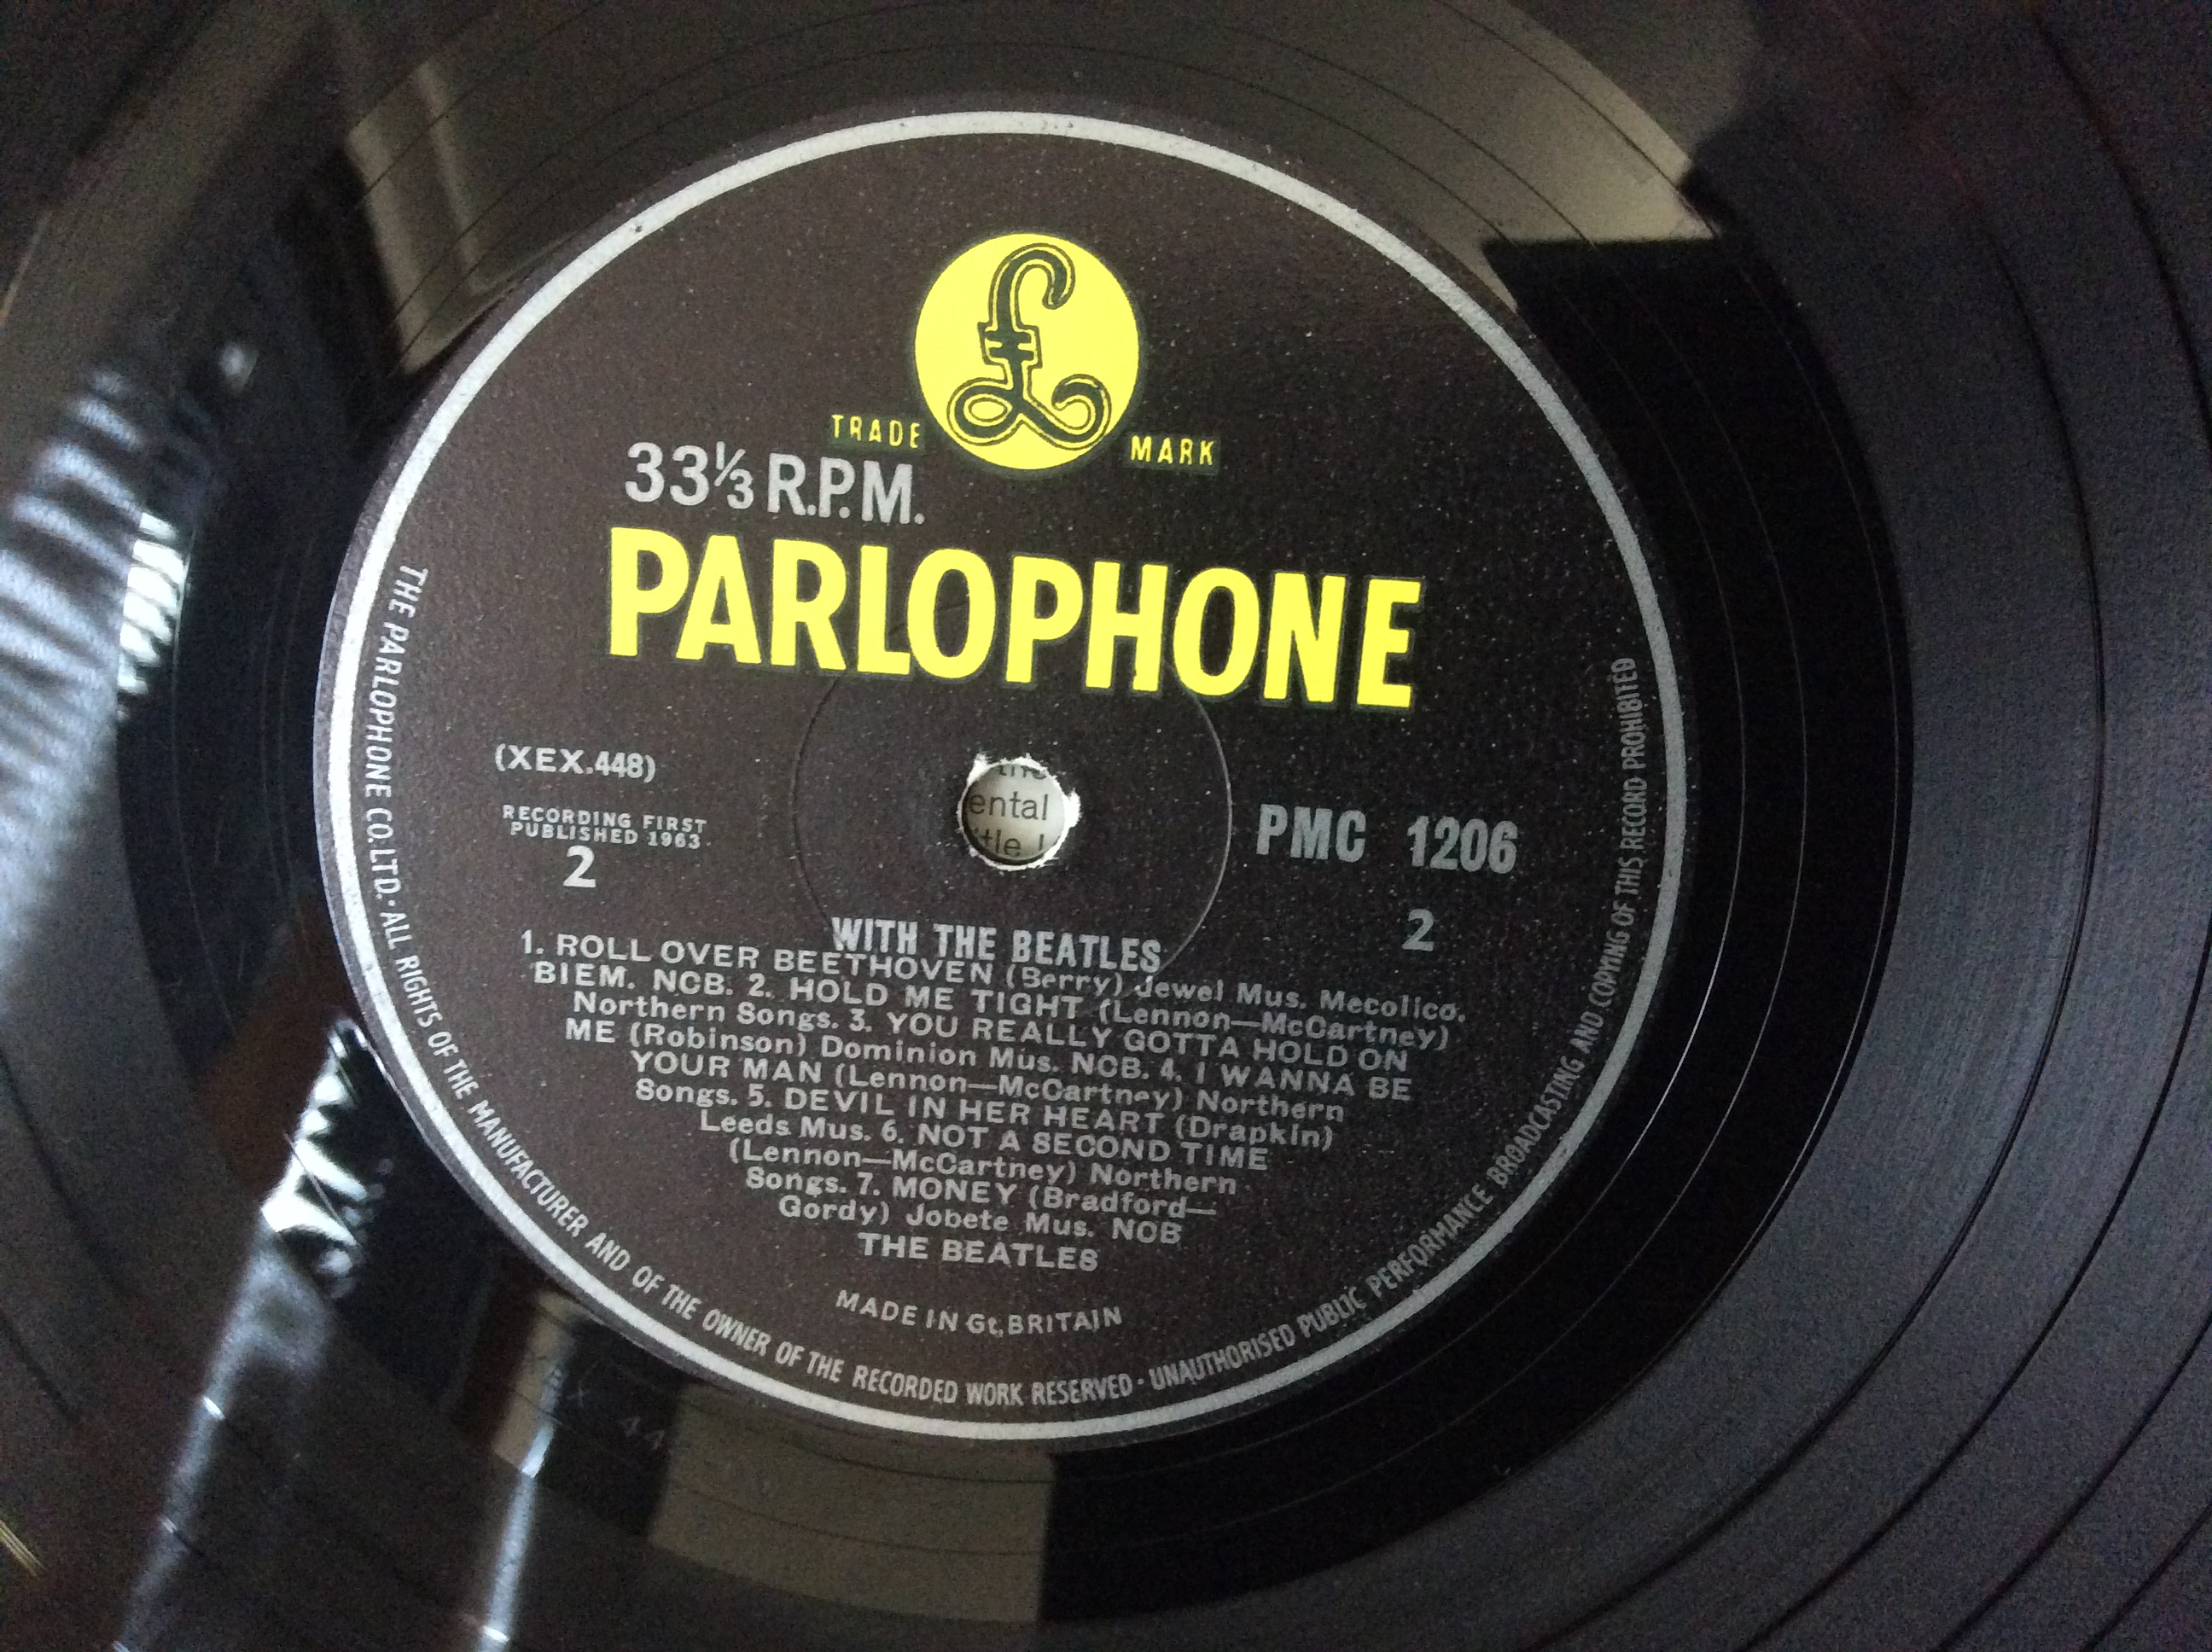 TRADE MARK
33⅓ R.P.M.
PARLOPHONE
(XEX.448)
RECORDING FIRST
PUBLISHED 1963
2
PMC 1206
2
the
ental
ttle
WITH THE BEATLES
1. ROLL OVER BEETHOVEN (Berry) Jewel Mus. Mecolico.
BIEM. NCB. 2. HOLD ME TIGHT (Lennon—McCartney)
Northern Songs. 3. YOU REALLY GOTTA HOLD ON
ME (Robinson) Dominion Mus. NCB. 4. I WANNA BE
YOUR MAN (Lennon—McCartney) Northern
Songs. 5. DEVIL IN HER HEART (Drapkin)
Leeds Mus. 6. NOT A SECOND TIME
(Lennon—McCartney) Northern
Songs. 7. MONEY (Bradford—
Gordy) Jobete Mus. NCB
THE BEATLES
MADE IN Gt. BRITAIN
THE PARLOPHONE CO. LTD. · ALL RIGHTS OF THE MANUFACTURER AND OF THE OWNER OF THE RECORDED WORK RESERVED · UNAUTHORISED PUBLIC PERFORMANCE BROADCASTING AND COPYING OF THIS RECORD PROHIBITED